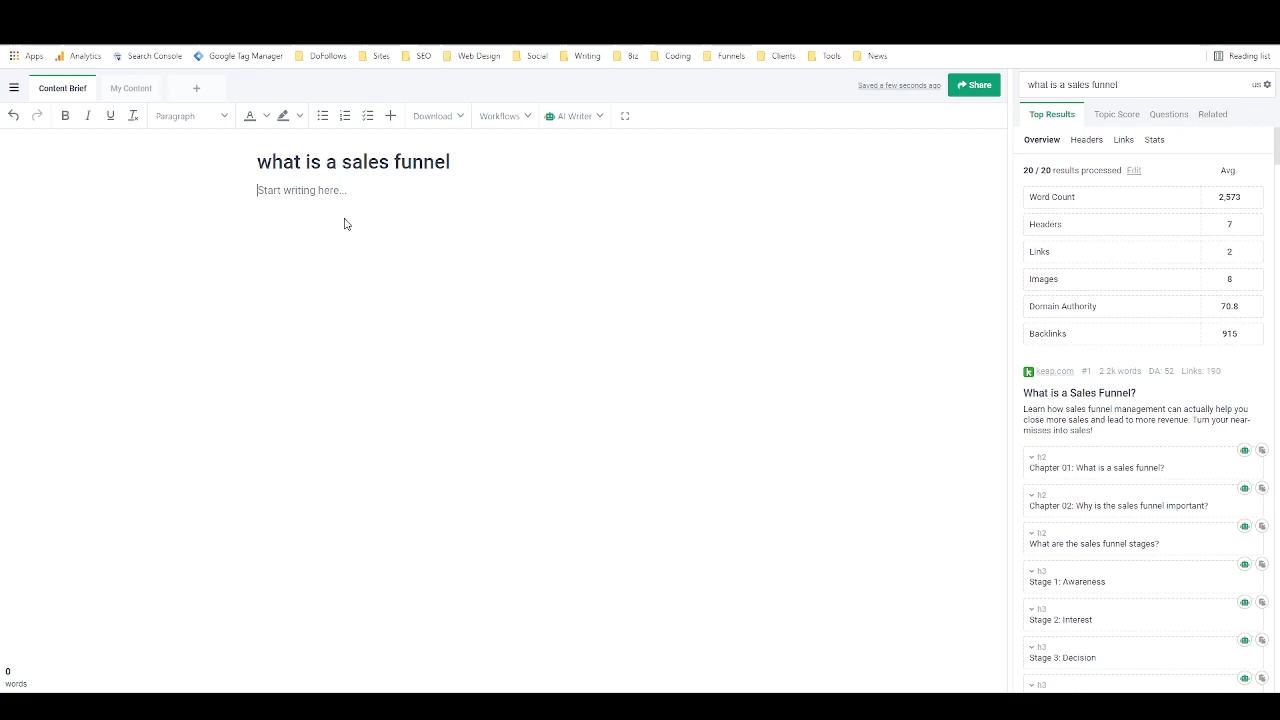 Apps Analytics Search Console Google Tag Manager DoFollows Sites SEO Web Design Social Writing Biz Coding Funnels Clients Tools News Reading list
Content Brief My Content + Saved a few seconds ago Share
what is a sales funnel us
B I U T Paragraph A Download Workflows AI Writer
Top Results Topic Score Questions Related
Overview Headers Links Stats
what is a sales funnel
Start writing here...
20 / 20 results processed Edit Avg.
Word Count 2,573
Headers 7
Links 2
Images 8
Domain Authority 70.8
Backlinks 915
k keap.com #1 2.2k words DA: 52 Links: 190
What is a Sales Funnel?
Learn how sales funnel management can actually help you
close more sales and lead to more revenue. Turn your near-
misses into sales!
h2
Chapter 01: What is a sales funnel?
h2
Chapter 02: Why is the sales funnel important?
h2
What are the sales funnel stages?
h3
Stage 1: Awareness
h3
Stage 2: Interest
h3
Stage 3: Decision
h3
0
words